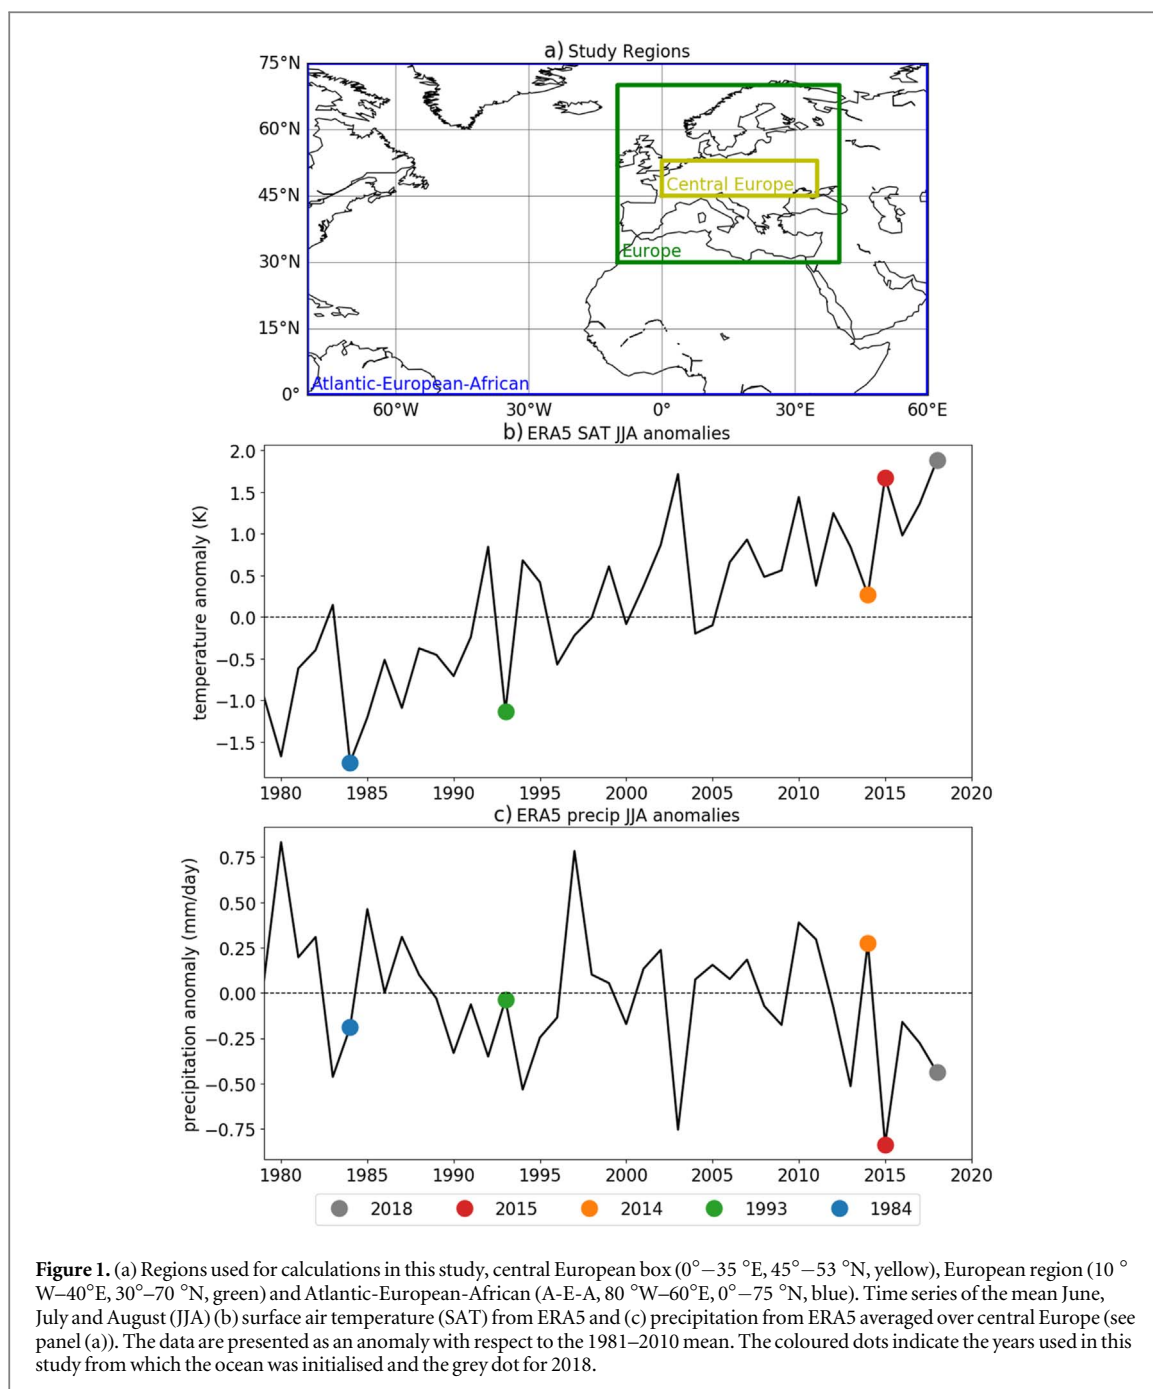 a) Study Regions
75°N
60°N
45°N
30°N
15°N
0°
Central Europe
Europe
Atlantic-European-African
60°W 30°W 0° 30°E 60°E
b) ERA5 SAT JJA anomalies
temperature anomaly (K)
2.0
1.5
1.0
0.5
0.0
−0.5
−1.0
−1.5
1980 1985 1990 1995 2000 2005 2010 2015 2020
c) ERA5 precip JJA anomalies
precipitation anomaly (mm/day)
0.75
0.50
0.25
0.00
−0.25
−0.50
−0.75
1980 1985 1990 1995 2000 2005 2010 2015 2020
2018 2015 2014 1993 1984
Figure 1. (a) Regions used for calculations in this study, central European box (0°−35 °E, 45°−53 °N, yellow), European region (10 °
W–40°E, 30°–70 °N, green) and Atlantic-European-African (A-E-A, 80 °W–60°E, 0°−75 °N, blue). Time series of the mean June,
July and August (JJA) (b) surface air temperature (SAT) from ERA5 and (c) precipitation from ERA5 averaged over central Europe (see
panel (a)). The data are presented as an anomaly with respect to the 1981–2010 mean. The coloured dots indicate the years used in this
study from which the ocean was initialised and the grey dot for 2018.